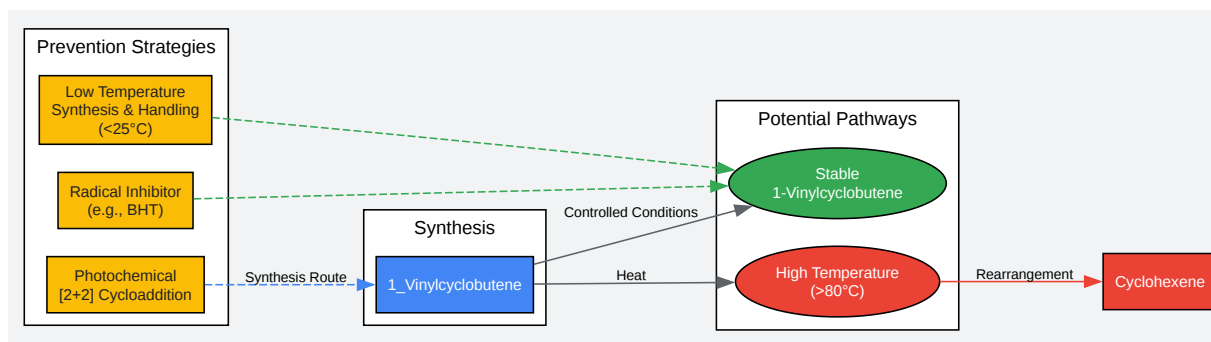 Prevention Strategies
Low Temperature
Synthesis & Handling
(<25°C)
Radical Inhibitor
(e.g., BHT)
Photochemical
[2+2] Cycloaddition
Synthesis Route
Synthesis
1_Vinylcyclobutene
Controlled Conditions
Heat
Potential Pathways
Stable
1-Vinylcyclobutene
High Temperature
(>80°C)
Rearrangement
Cyclohexene